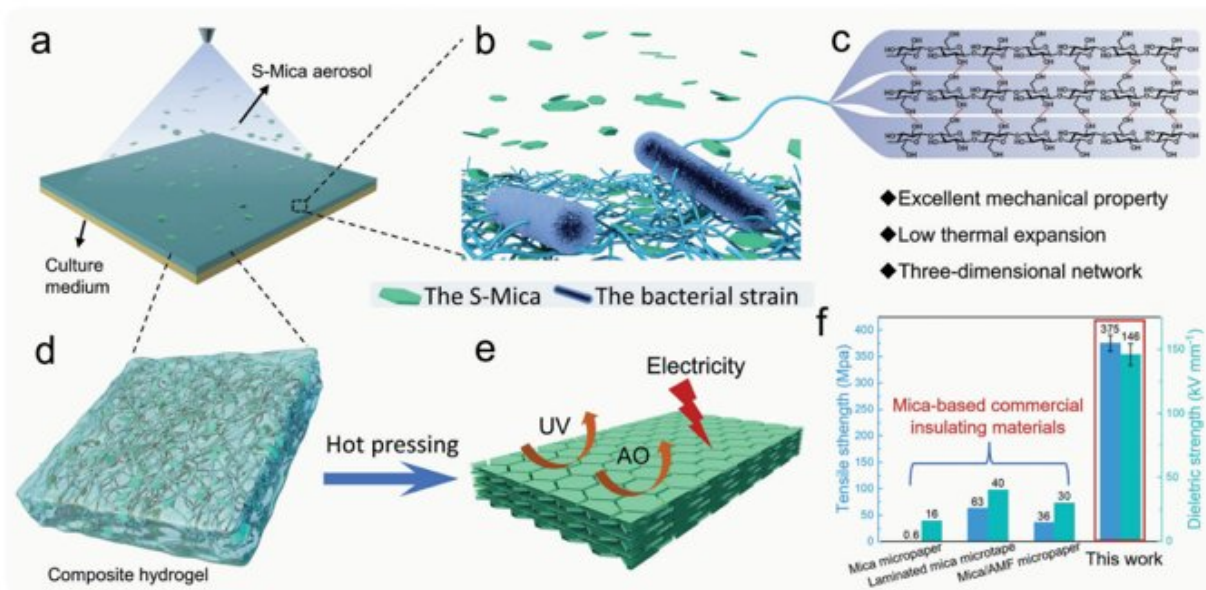 a
S-Mica aerosol
Culture
medium
b
The S-Mica
The bacterial strain
c
◆Excellent mechanical property
◆Low thermal expansion
◆Three-dimensional network
d
Composite hydrogel
Hot pressing
e
UV
AO
Electricity
f
Tensile sthength (Mpa)
400
350
300
250
200
150
100
50
0
Mica-based commercial
insulating materials
0.6
16
63
40
36
30
375
146
Mica micropaper
Laminated mica microtape
Mica/AMF micropaper
This work
150
100
50
0
Dieletric strength (kV mm⁻¹)